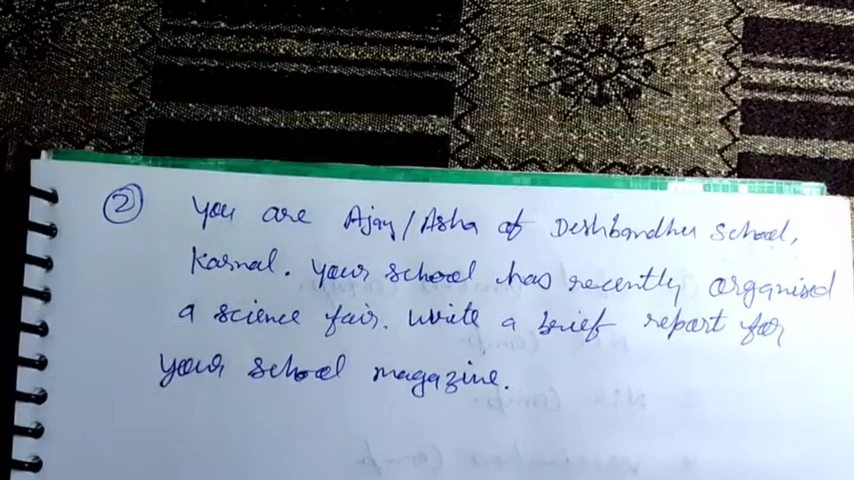 ② You are Ajay/Asha of Deshbandhu school,
Karnal. Your school has recently organised
a science fair. Write a brief report for
your school magazine.